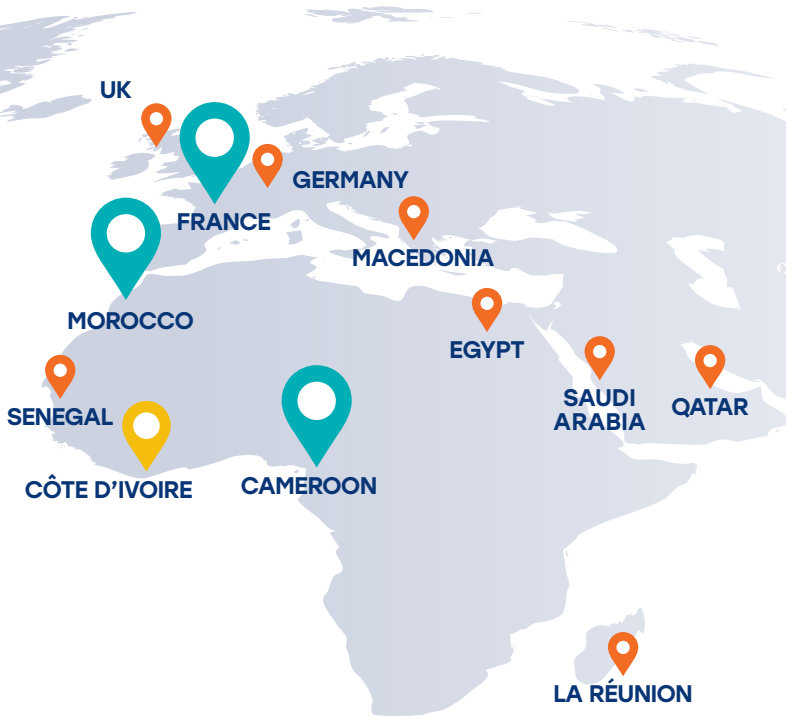 UK
GERMANY
FRANCE
MACEDONIA
MOROCCO
EGYPT
SAUDI
ARABIA
QATAR
SENEGAL
CÔTE D’IVOIRE
CAMEROON
LA RÉUNION